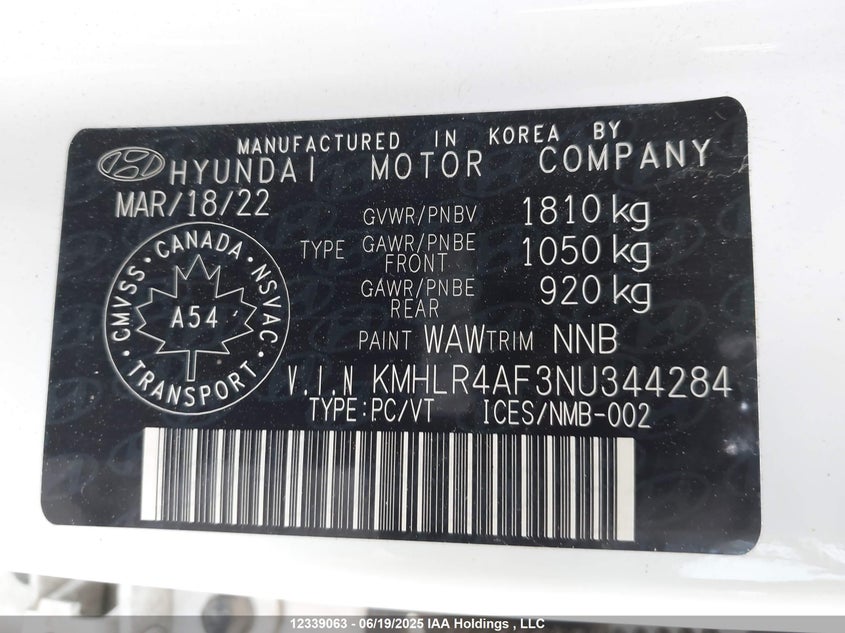 MANUFACTURED IN KOREA BY
HYUNDAI MOTOR COMPANY
MAR/18/22
GVWR/PNBV 1810 kg
TYPE GAWR/PNBE FRONT 1050 kg
GAWR/PNBE REAR 920 kg
CMVSS · CANADA · NSVAC · TRANSPORT ·
A54
PAINT WAW TRIM NNB
V.I.N KMHLR4AF3NU344284
TYPE:PC/VT ICES/NMB-002
12339063 - 06/19/2025 IAA Holdings , LLC